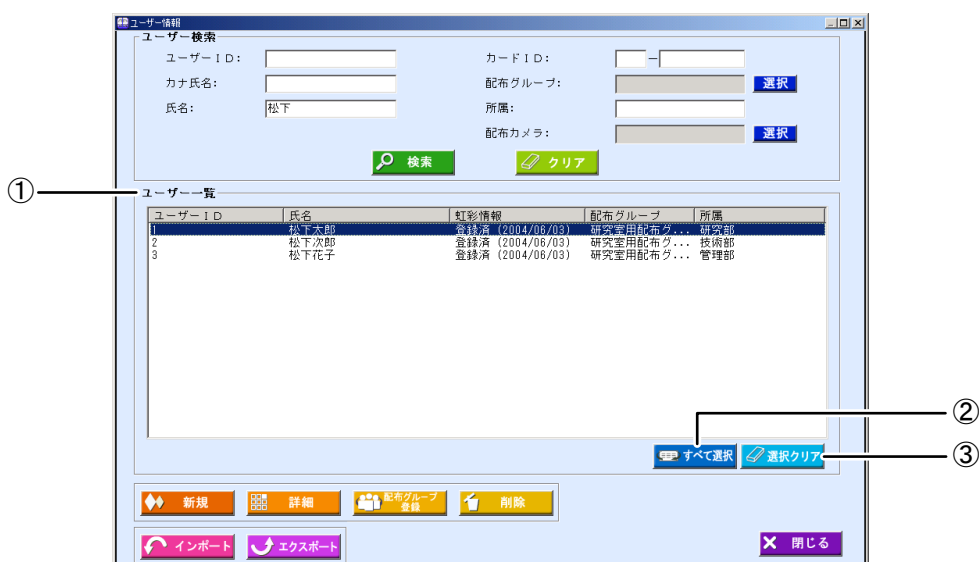 ユーザー情報
ユーザー検索
ユーザーID: カードID: －
カナ氏名: 配布グループ: 選択
氏名: 松下 所属:
配布カメラ: 選択
検索 クリア
① ユーザー一覧
ユーザーID 氏名 虹彩情報 配布グループ 所属
1 松下太郎 登録済 (2004/06/03) 研究室用配布グ... 研究部
2 松下次郎 登録済 (2004/06/03) 研究室用配布グ... 技術部
3 松下花子 登録済 (2004/06/03) 研究室用配布グ... 管理部
②
すべて選択 選択クリア ③
新規 詳細 配布グループ登録 削除
インポート エクスポート 閉じる